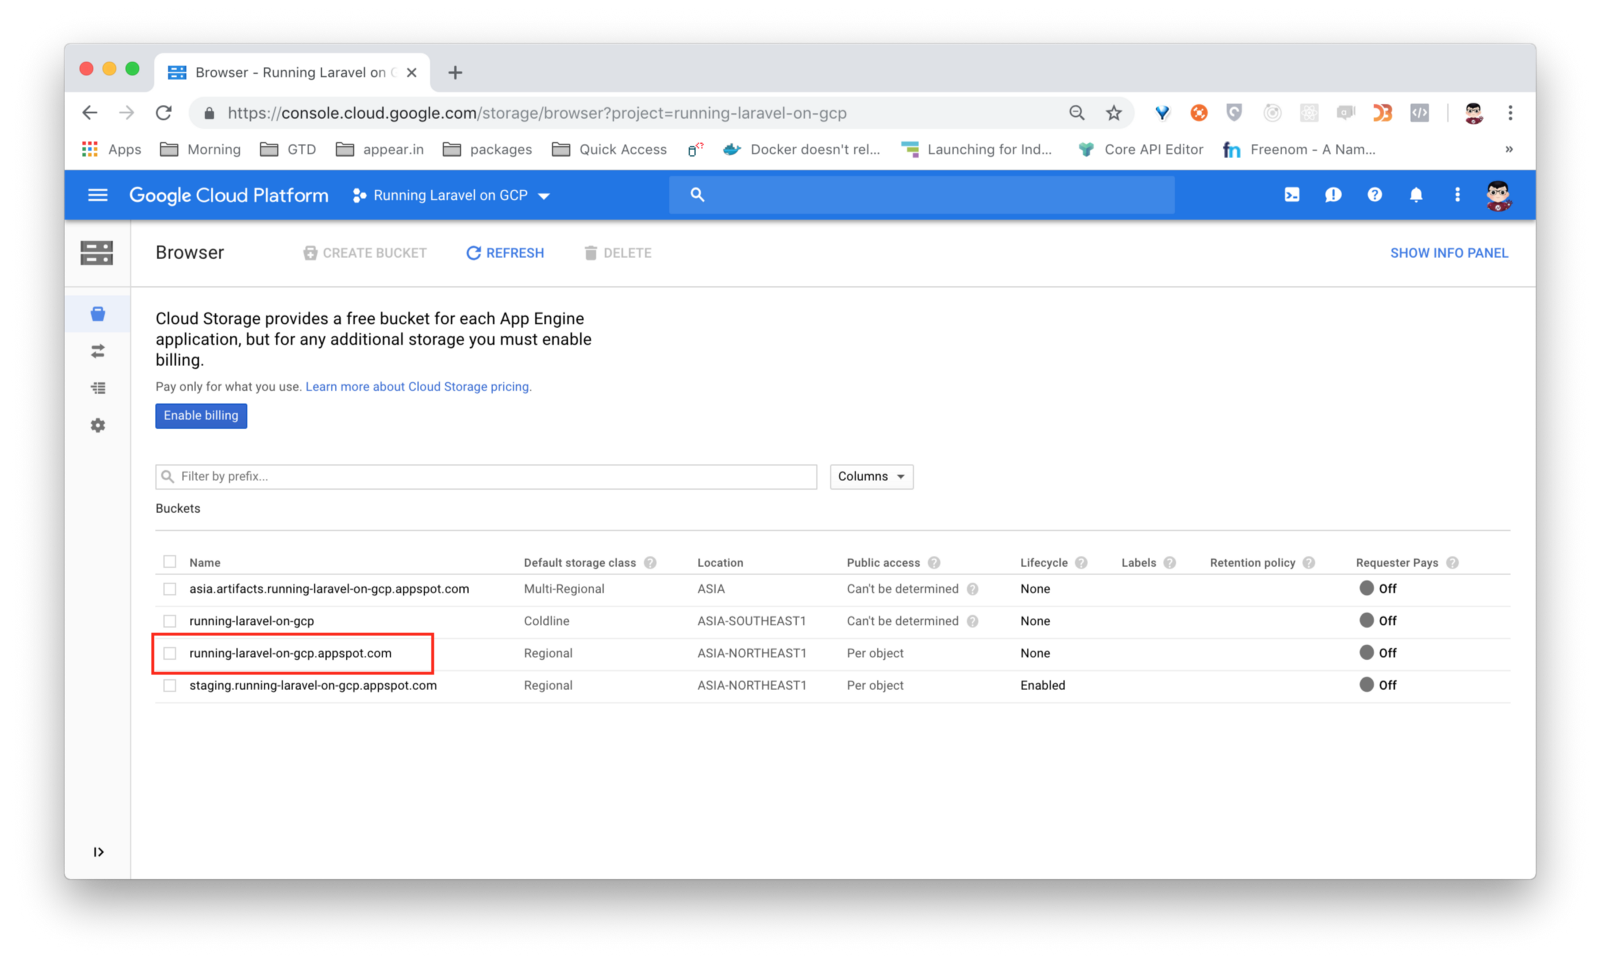 Browser - Running Laravel on
https://console.cloud.google.com/storage/browser?project=running-laravel-on-gcp
Apps Morning GTD appear.in packages Quick Access Docker doesn't rel... Launching for Ind... Core API Editor Freenom - A Nam... »
Google Cloud Platform Running Laravel on GCP
Browser CREATE BUCKET REFRESH DELETE SHOW INFO PANEL
Cloud Storage provides a free bucket for each App Engine
application, but for any additional storage you must enable
billing.
Pay only for what you use. Learn more about Cloud Storage pricing.
Enable billing
Filter by prefix... Columns
Buckets
Name Default storage class Location Public access Lifecycle Labels Retention policy Requester Pays
asia.artifacts.running-laravel-on-gcp.appspot.com Multi-Regional ASIA Can't be determined None Off
running-laravel-on-gcp Coldline ASIA-SOUTHEAST1 Can't be determined None Off
running-laravel-on-gcp.appspot.com Regional ASIA-NORTHEAST1 Per object None Off
staging.running-laravel-on-gcp.appspot.com Regional ASIA-NORTHEAST1 Per object Enabled Off